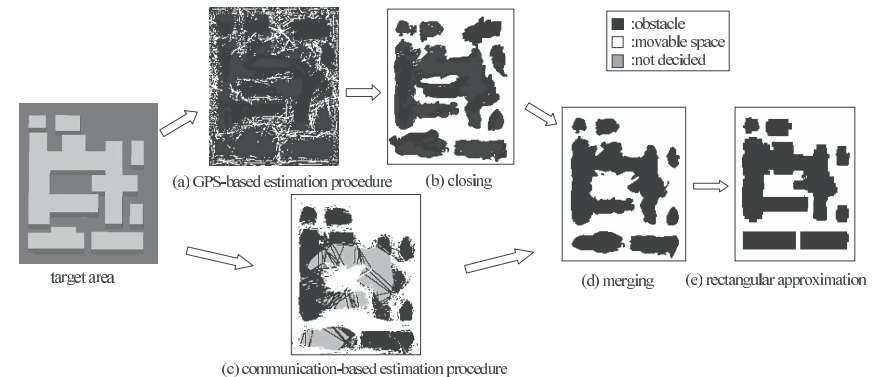 :obstacle
:movable space
:not decided
(a) GPS-based estimation procedure
(b) closing
target area
(c) communication-based estimation procedure
(d) merging
(e) rectangular approximation